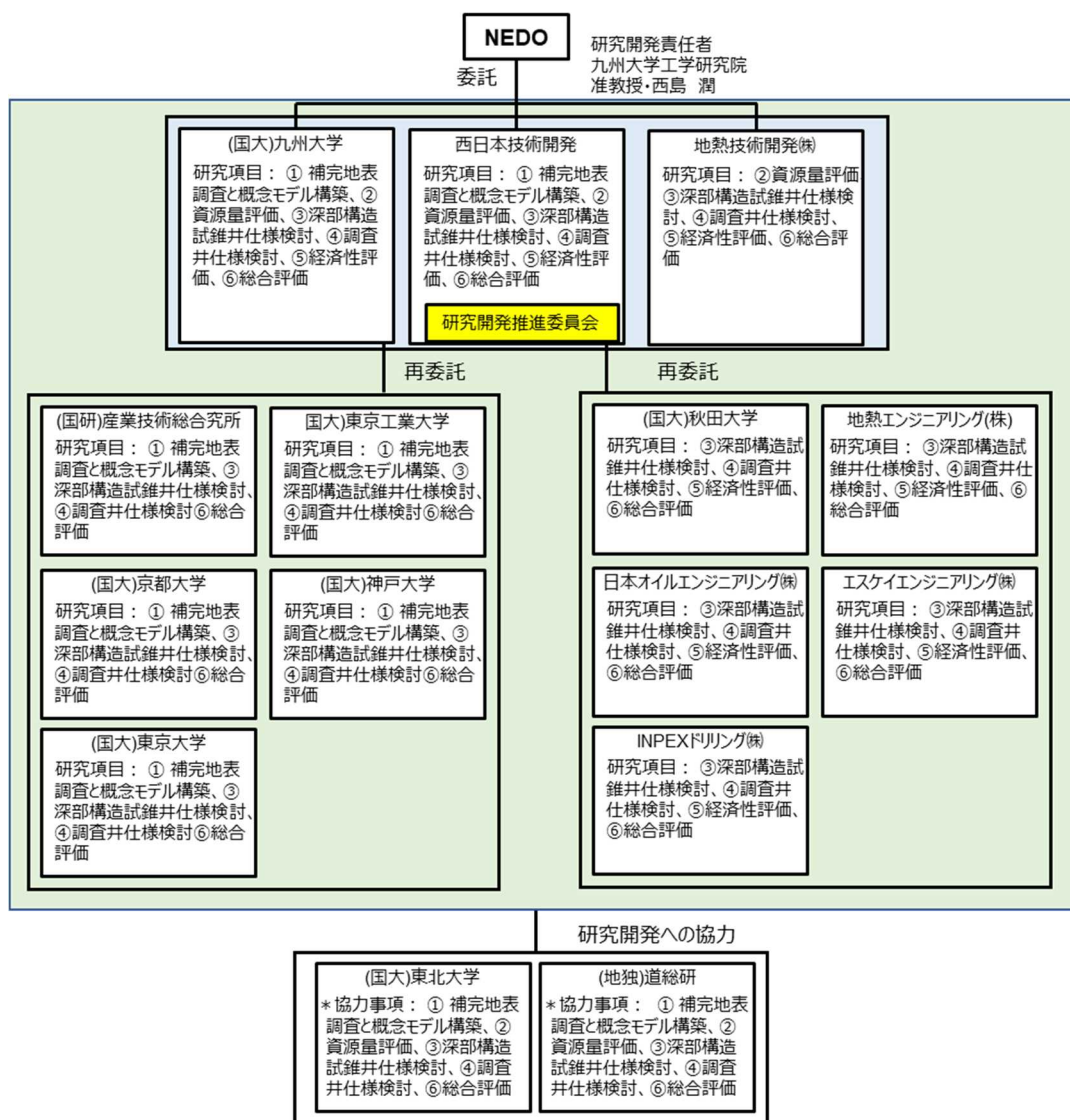 NEDO
研究開発責任者
九州大学工学研究院
准教授・西島　潤
委託
(国大)九州大学
研究項目： ① 補完地表
調査と概念モデル構築、②
資源量評価、③深部構造
試錐井仕様検討、④調査
井仕様検討、⑤経済性評
価、⑥総合評価
西日本技術開発
研究項目： ① 補完地表
調査と概念モデル構築、②
資源量評価、③深部構造
試錐井仕様検討、④調査
井仕様検討、⑤経済性評
価、⑥総合評価
研究開発推進委員会
地熱技術開発㈱
研究項目： ②資源量評価
③深部構造試錐井仕様検
討、④調査井仕様検討、
⑤経済性評価、⑥総合評
価
再委託
(国研)産業技術総合研究所
研究項目： ① 補完地表
調査と概念モデル構築、③
深部構造試錐井仕様検討、
④調査井仕様検討⑥総合
評価
国大)東京工業大学
研究項目： ① 補完地表
調査と概念モデル構築、③
深部構造試錐井仕様検討、
④調査井仕様検討⑥総合
評価
(国大)京都大学
研究項目： ① 補完地表
調査と概念モデル構築、③
深部構造試錐井仕様検討、
④調査井仕様検討⑥総合
評価
(国大)神戸大学
研究項目： ① 補完地表
調査と概念モデル構築、③
深部構造試錐井仕様検討、
④調査井仕様検討⑥総合
評価
(国大)東京大学
研究項目： ① 補完地表
調査と概念モデル構築、③
深部構造試錐井仕様検討、
④調査井仕様検討⑥総合
評価
再委託
(国大)秋田大学
研究項目： ③深部構造試
錐井仕様検討、④調査井
仕様検討、⑤経済性評価、
⑥総合評価
地熱エンジニアリング(株)
研究項目： ③深部構造試
錐井仕様検討、④調査井仕
様検討、⑤経済性評価、⑥
総合評価
日本オイルエンジニアリング㈱
研究項目： ③深部構造試
錐井仕様検討、④調査井
仕様検討、⑤経済性評価、
⑥総合評価
エスケイエンジニアリング㈱
研究項目： ③深部構造試
錐井仕様検討、④調査井
仕様検討、⑤経済性評価、
⑥総合評価
INPEXドリリング㈱
研究項目： ③深部構造試
錐井仕様検討、④調査井
仕様検討、⑤経済性評価、
⑥総合評価
研究開発への協力
(国大)東北大学
＊協力事項： ① 補完地表
調査と概念モデル構築、②
資源量評価、③深部構造
試錐井仕様検討、④調査
井仕様検討、⑥総合評価
(地独)道総研
＊協力事項： ① 補完地表
調査と概念モデル構築、②
資源量評価、③深部構造
試錐井仕様検討、④調査
井仕様検討、⑥総合評価